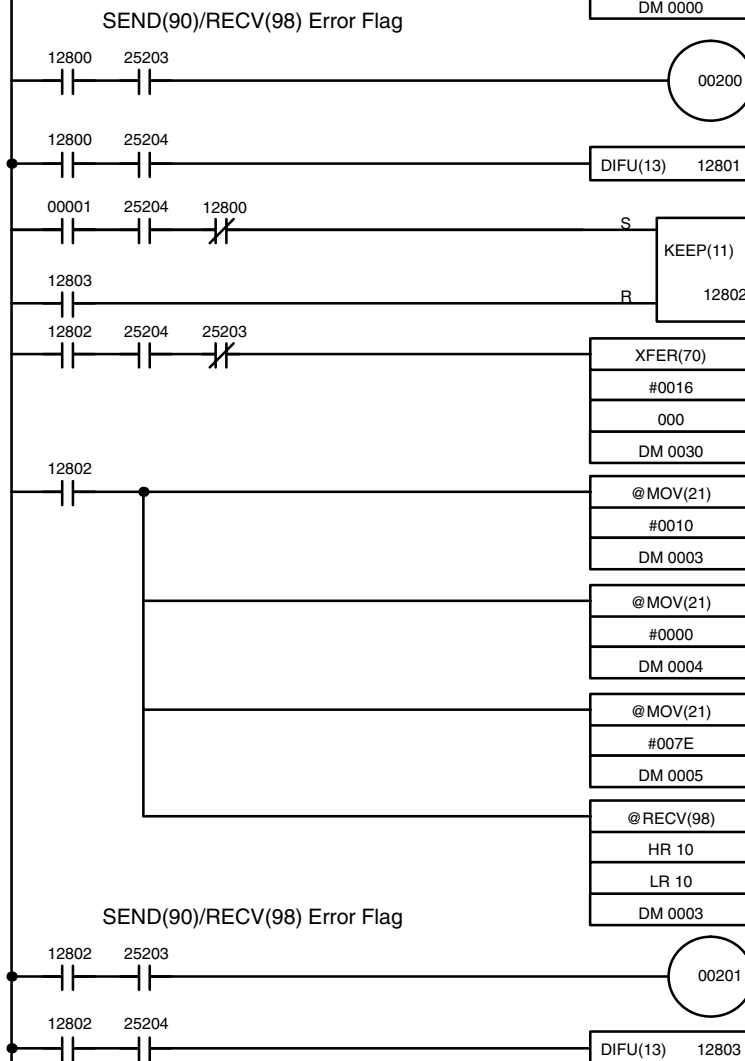 DM 0000
SEND(90)/RECV(98) Error Flag
12800 25203
00200
12800 25204
DIFU(13) 12801
00001 25204 12800
S
KEEP(11)
12803
R
12802
12802 25204 25203
XFER(70)
#0016
000
DM 0030
12802
@MOV(21)
#0010
DM 0003
@MOV(21)
#0000
DM 0004
@MOV(21)
#007E
DM 0005
@RECV(98)
HR 10
LR 10
DM 0003
SEND(90)/RECV(98) Error Flag
12802 25203
00201
12802 25204
DIFU(13) 12803